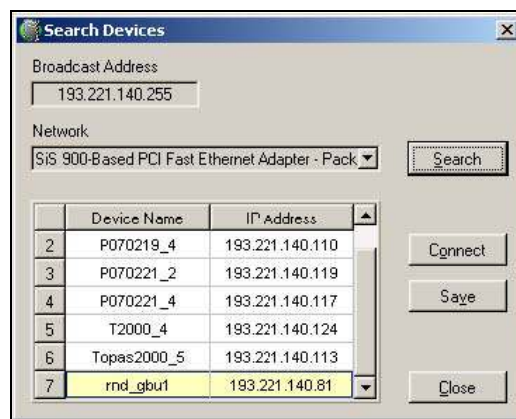 Search Devices
Broadcast Address
193.221.140.255
Network
SiS 900-Based PCI Fast Ethernet Adapter - Pack
Search
Device Name IP Address
2 P070219_4 193.221.140.110
3 P070221_2 193.221.140.119
4 P070221_4 193.221.140.117
5 T2000_4 193.221.140.124
6 Topas2000_5 193.221.140.113
7 rnd_gbu1 193.221.140.81
Connect
Save
Close